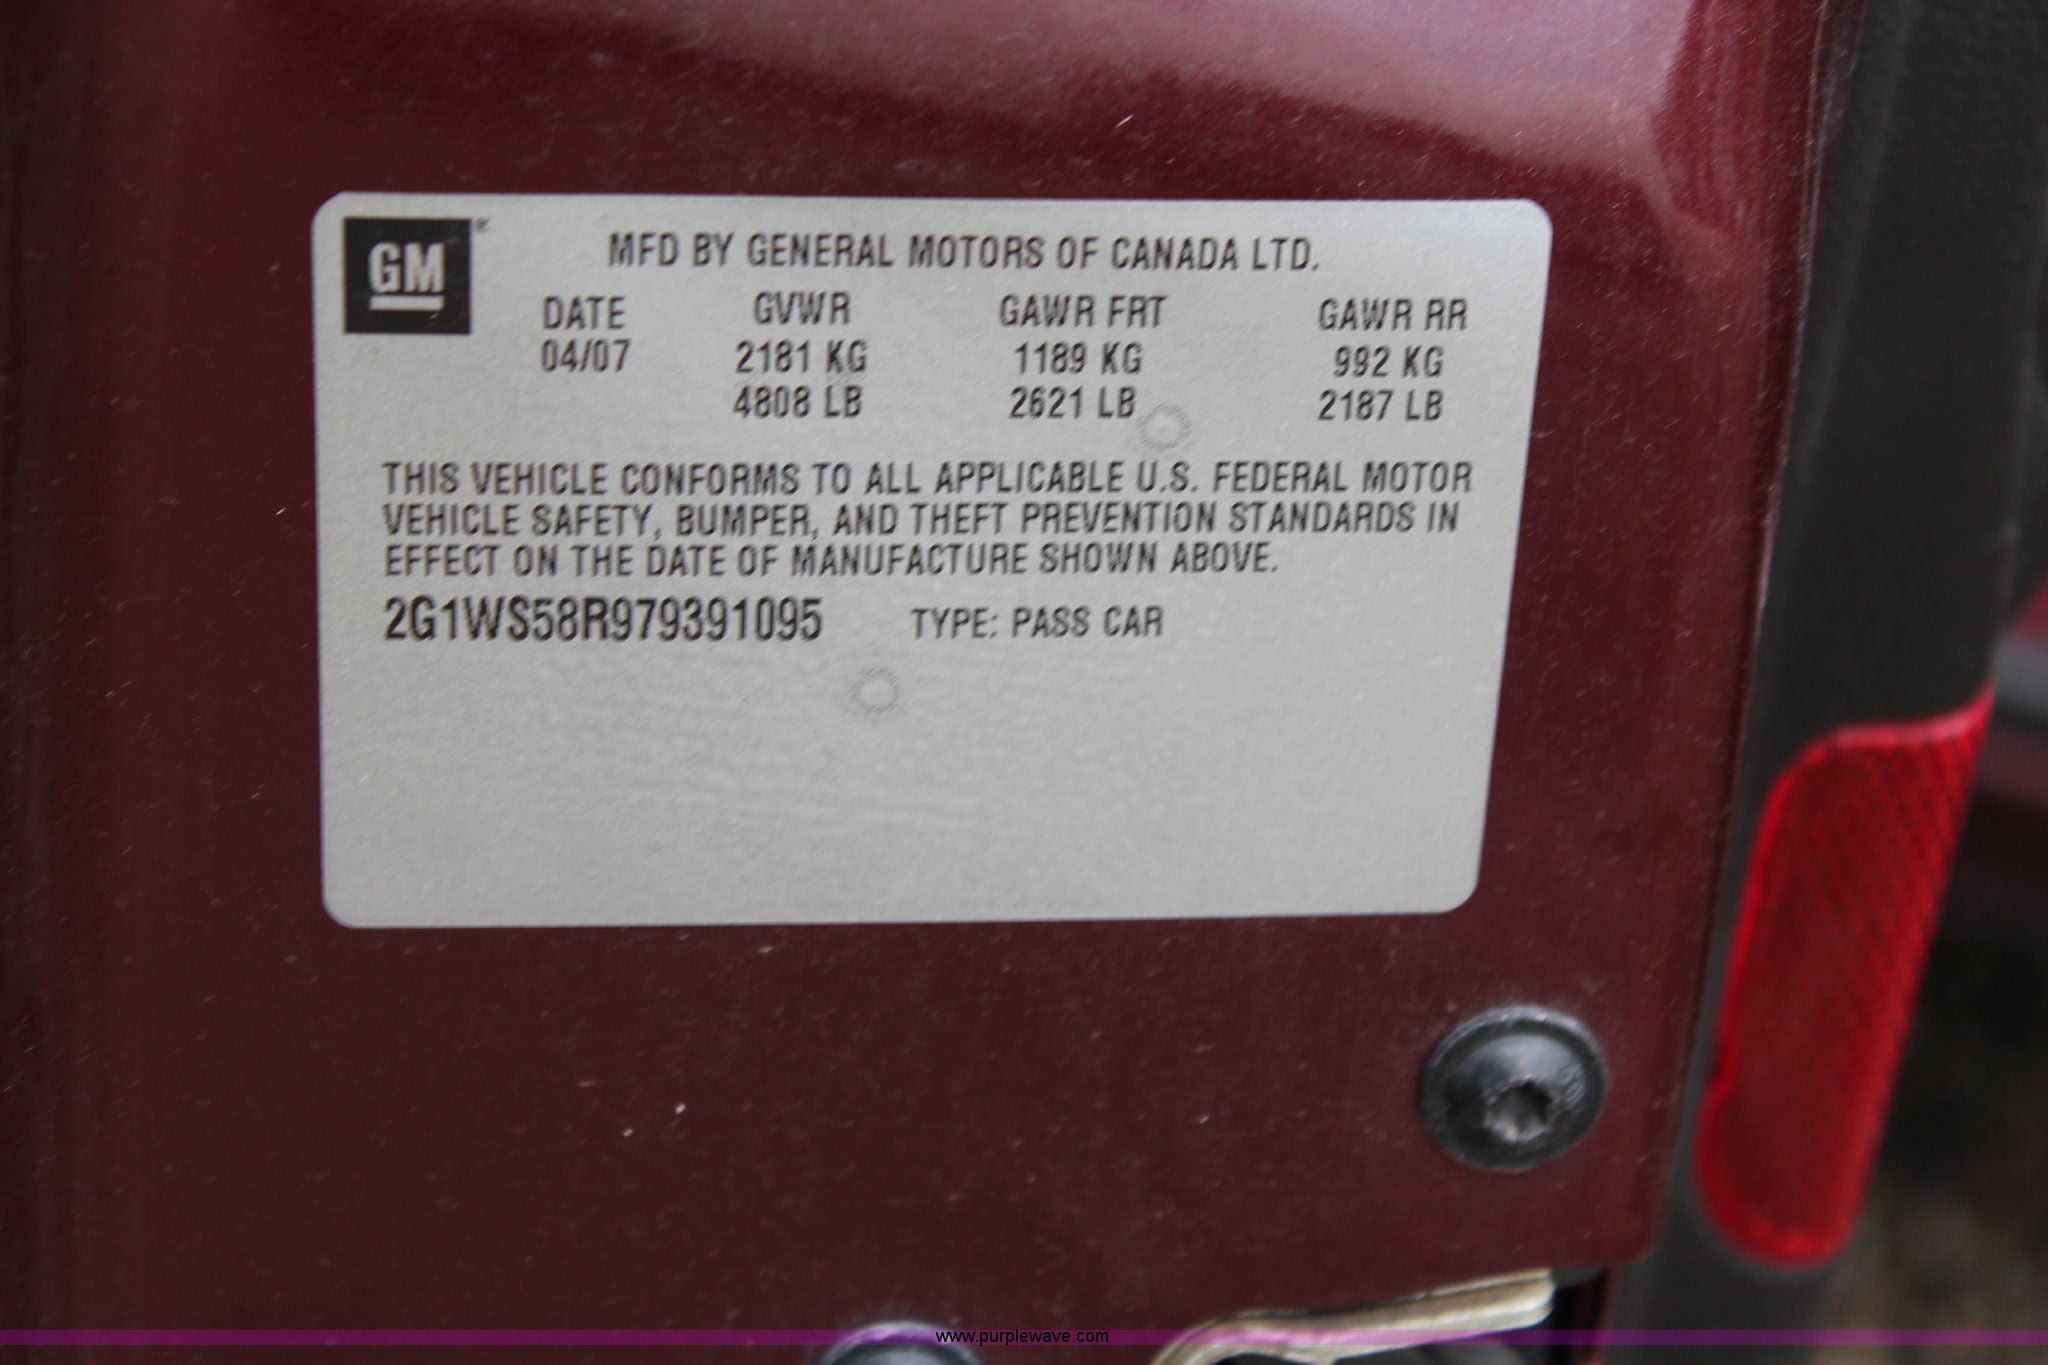 GM®
MFD BY GENERAL MOTORS OF CANADA LTD.
DATE GVWR GAWR FRT GAWR RR
04/07 2181 KG 1189 KG 992 KG
4808 LB 2621 LB 2187 LB
THIS VEHICLE CONFORMS TO ALL APPLICABLE U.S. FEDERAL MOTOR
VEHICLE SAFETY, BUMPER, AND THEFT PREVENTION STANDARDS IN
EFFECT ON THE DATE OF MANUFACTURE SHOWN ABOVE.
2G1WS58R979391095 TYPE: PASS CAR
www.purplewave.com